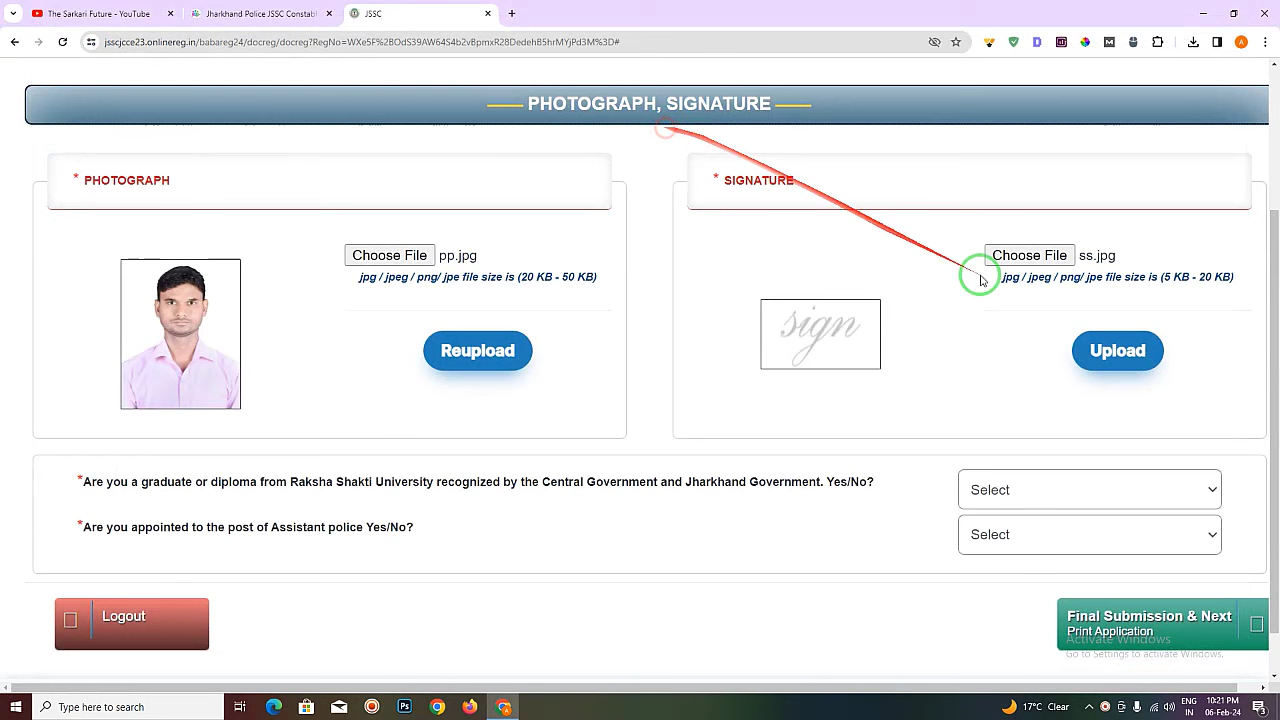 The Sarkari Future - YouTube
Jharkhand Police JSSC Constabl
JSSC
jsscjcce23.onlinereg.in/babareg24/docreg/docreg?RegNo=WXe5F%2BOdS39AW64S4b2vBpmxR28DedehB5hrMYjPd3M%3D#
PHOTOGRAPH, SIGNATURE
* PHOTOGRAPH
* SIGNATURE
Choose File pp.jpg
Choose File ss.jpg
jpg / jpeg / png/ jpe file size is (20 KB - 50 KB)
jpg / jpeg / png/ jpe file size is (5 KB - 20 KB)
sign
Reupload
Upload
*Are you a graduate or diploma from Raksha Shakti University recognized by the Central Government and Jharkhand Government. Yes/No?
Select
*Are you appointed to the post of Assistant police Yes/No?
Select
Logout
Final Submission & Next
Print Application
Activate Windows
Go to Settings to activate Windows.
Type here to search
17°C Clear
ENG
IN
10:21 PM
06-Feb-24